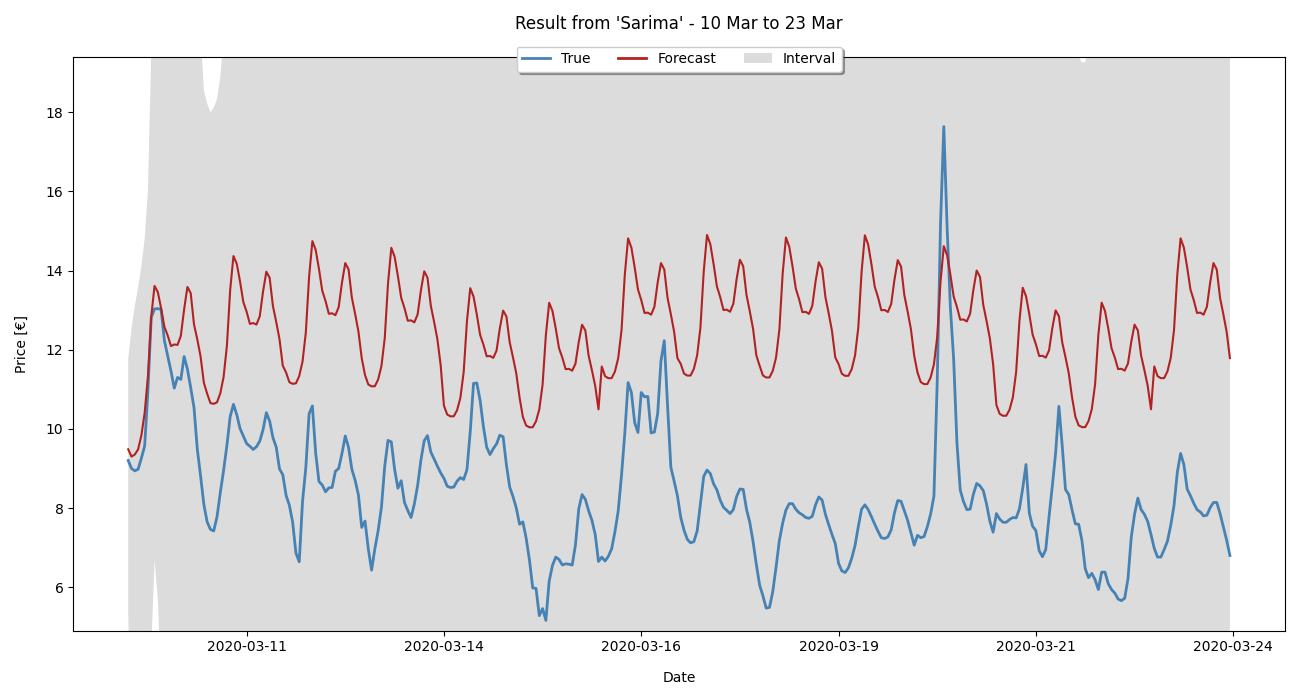 Result from 'Sarima' - 10 Mar to 23 Mar
True Forecast Interval
18
16
14
12
10
8
6
Price [€]
2020-03-11 2020-03-14 2020-03-16 2020-03-19 2020-03-21 2020-03-24
Date